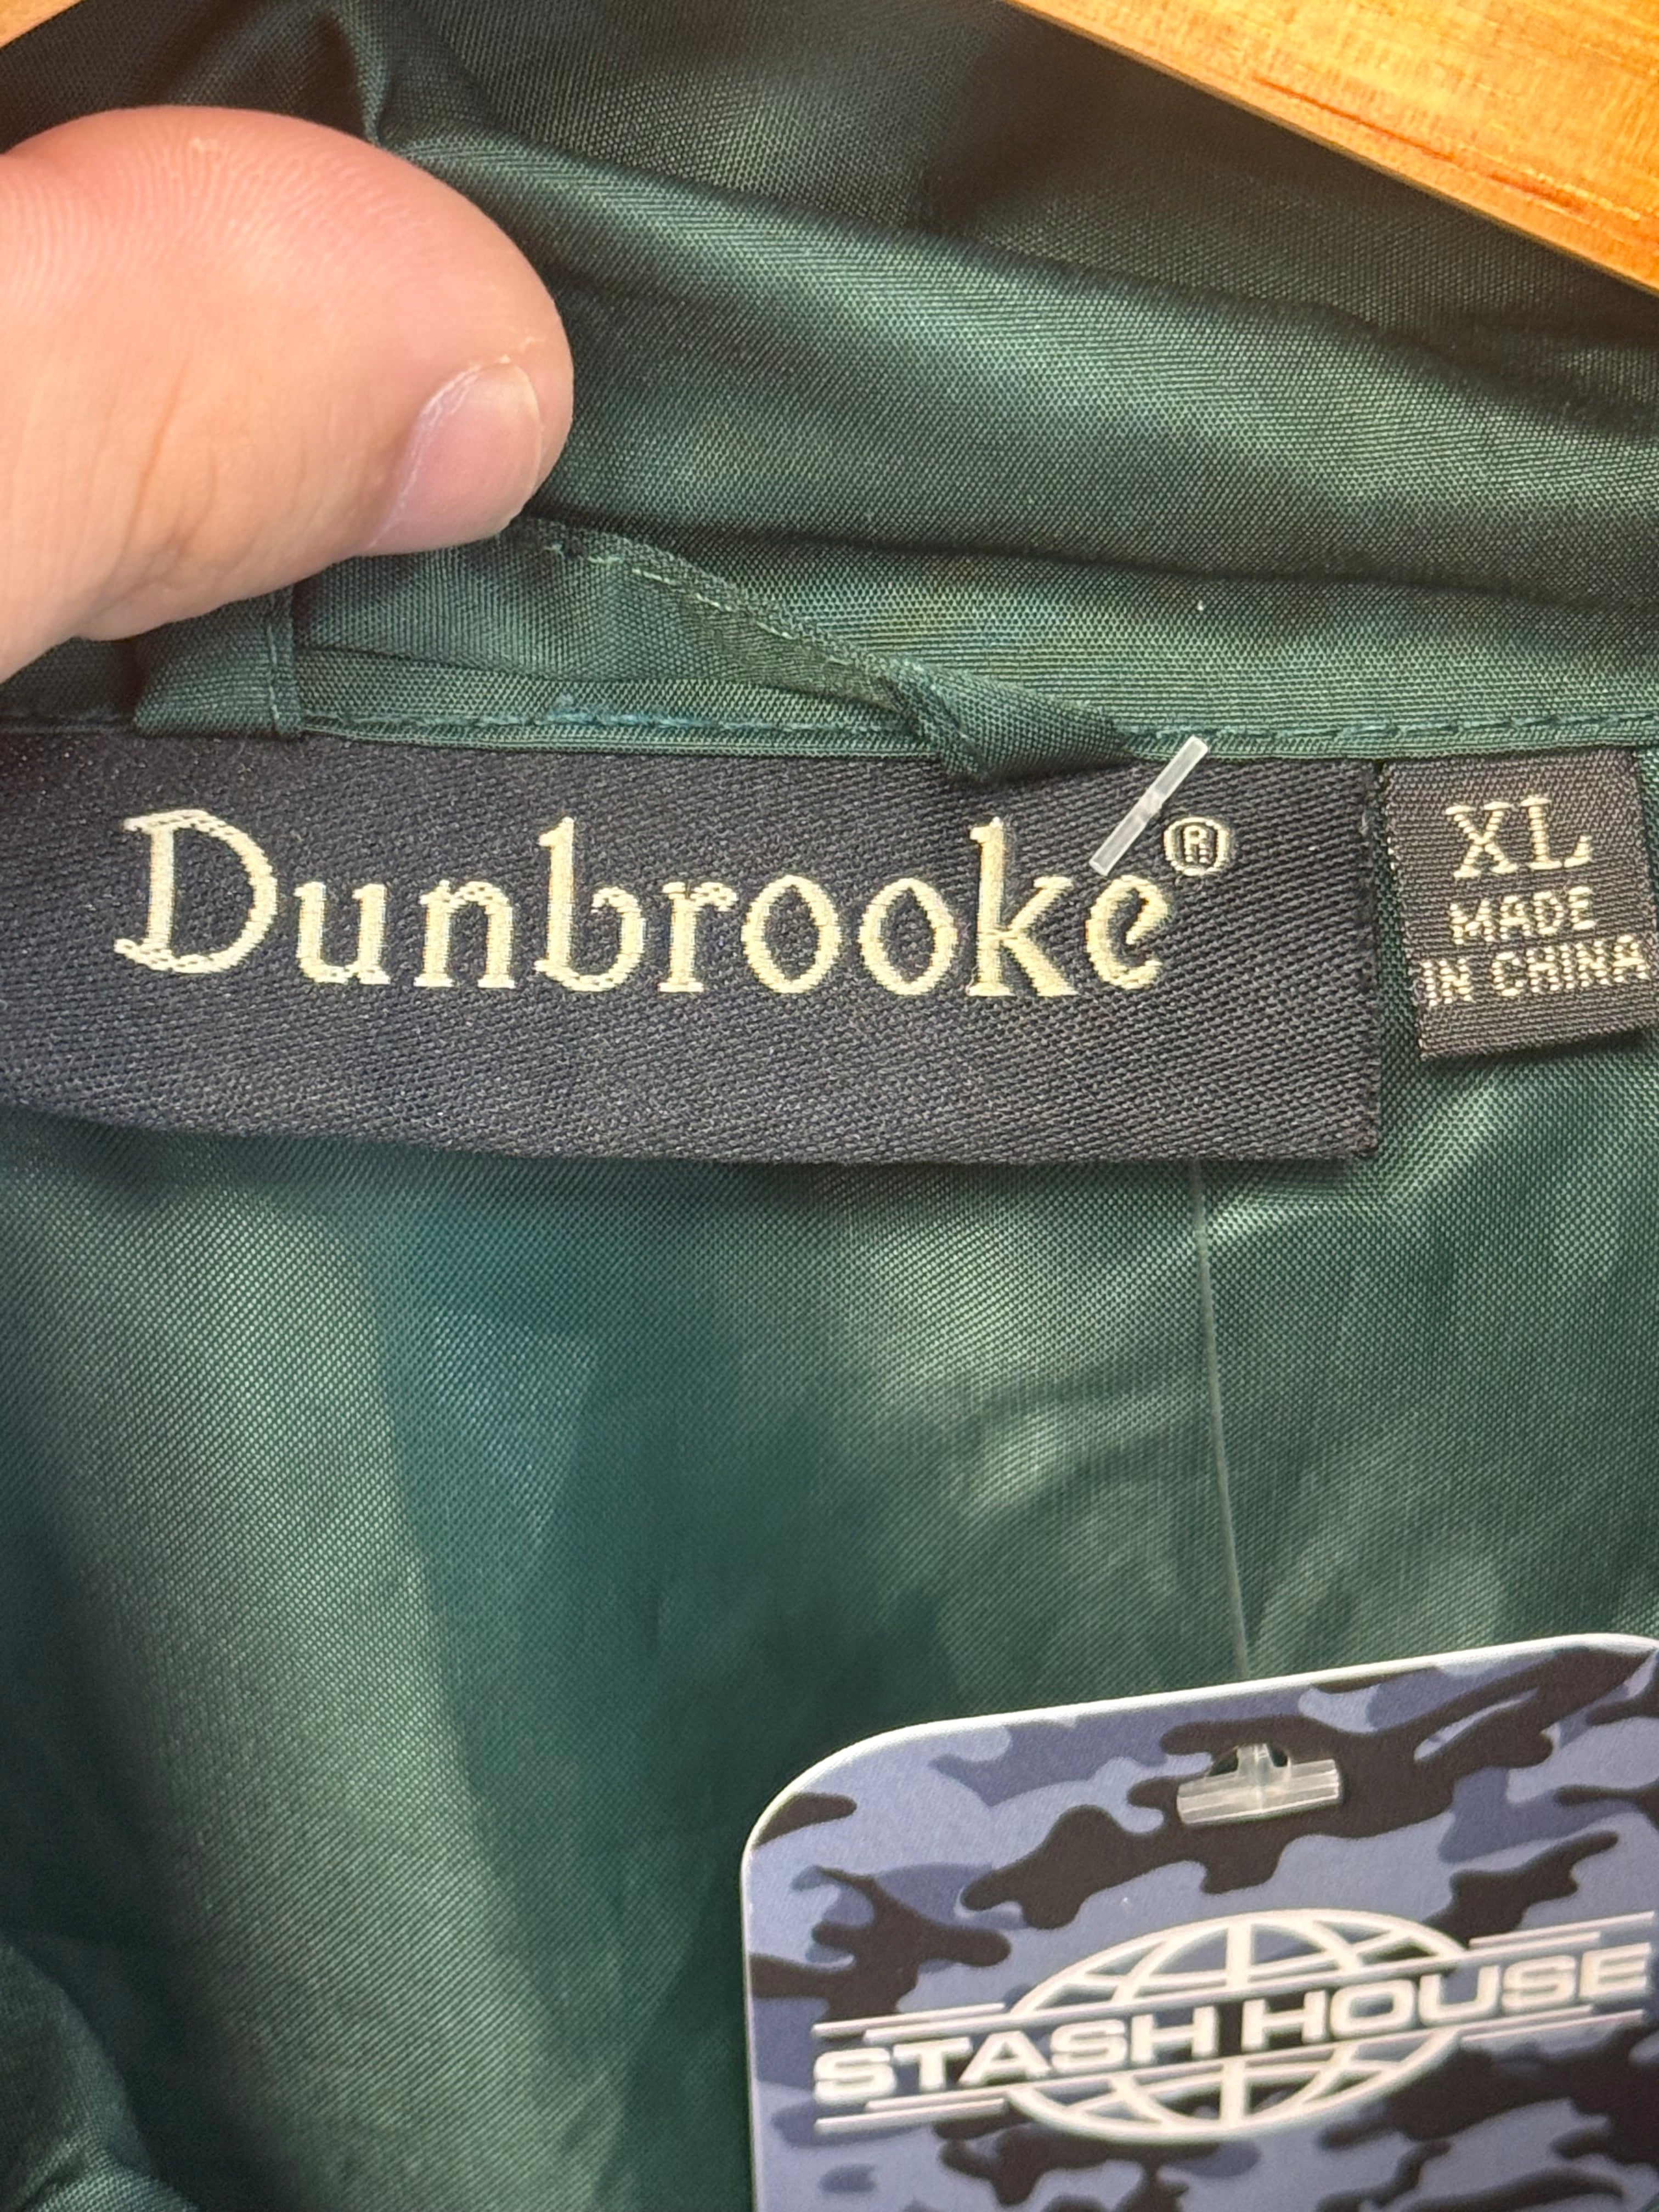 Dunbrooke®
XL
MADE
IN CHINA
STASH HOUSE